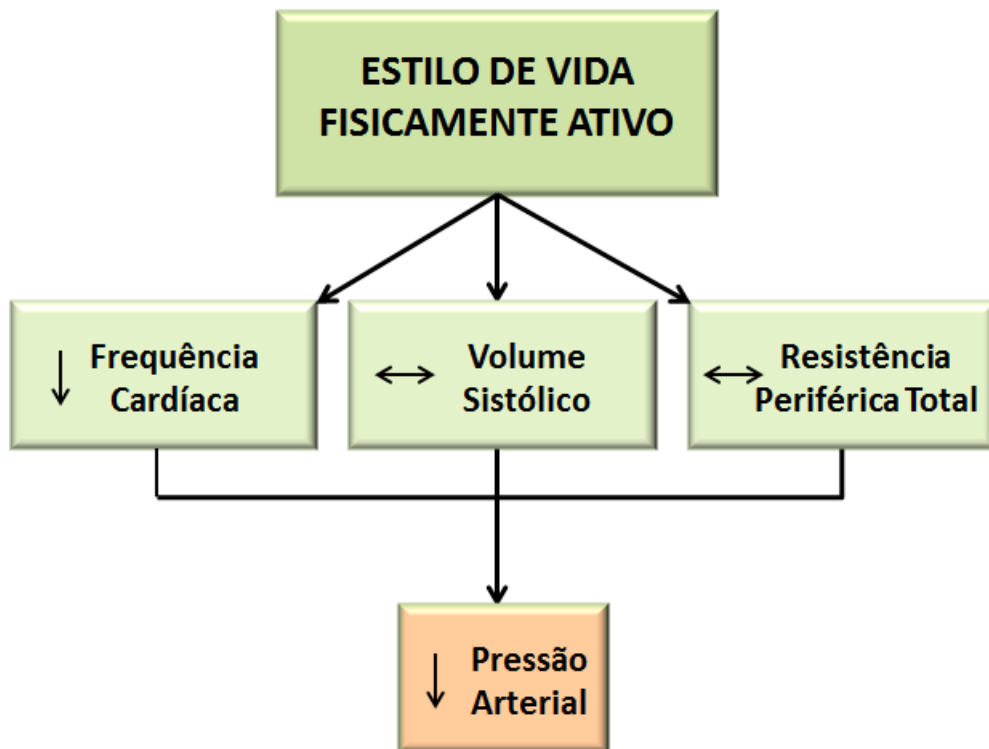 ESTILO DE VIDA
FISICAMENTE ATIVO
Frequência
Cardíaca
Volume
Sistólico
Resistência
Periférica Total
Pressão
Arterial